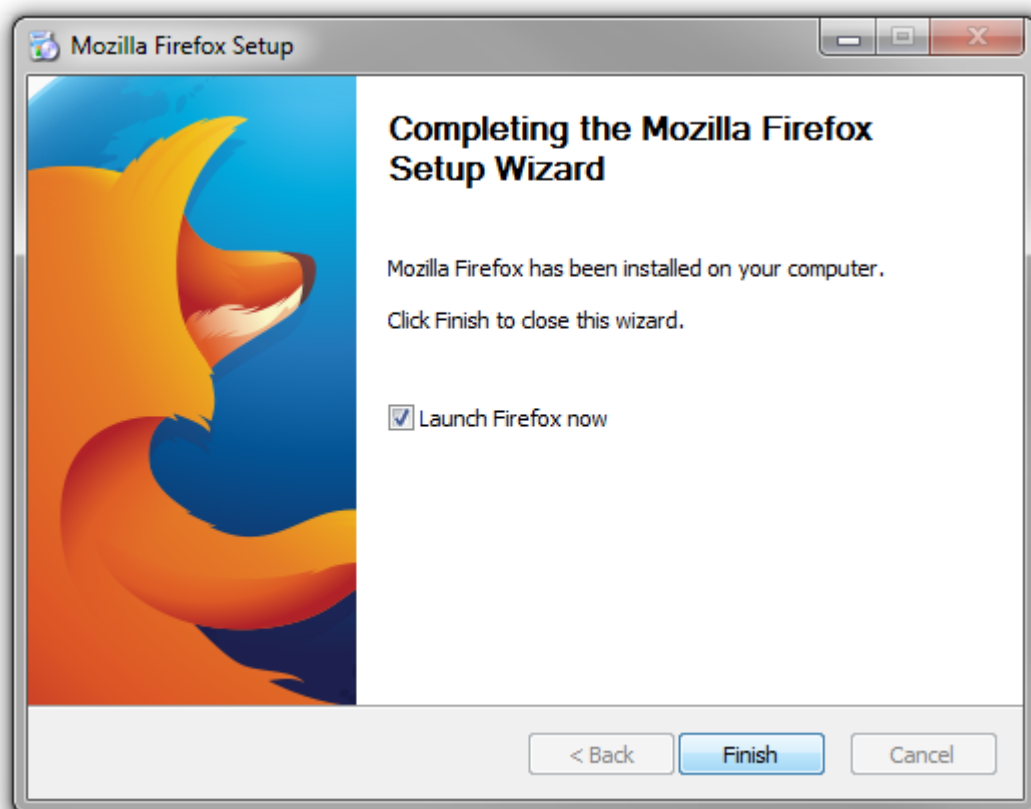 Mozilla Firefox Setup
Completing the Mozilla Firefox
Setup Wizard
Mozilla Firefox has been installed on your computer.
Click Finish to close this wizard.
Launch Firefox now
< Back
Finish
Cancel